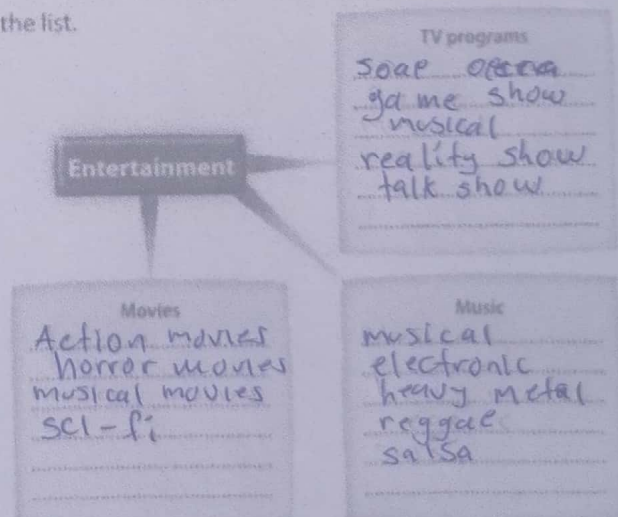 the list.
TV programs
soap opera
game show
musical
reality show
talk show
Entertainment
Movies
Action movies
horror movies
musical movies
sci-fi
Music
musical
electronic
heavy metal
reggae
salsa